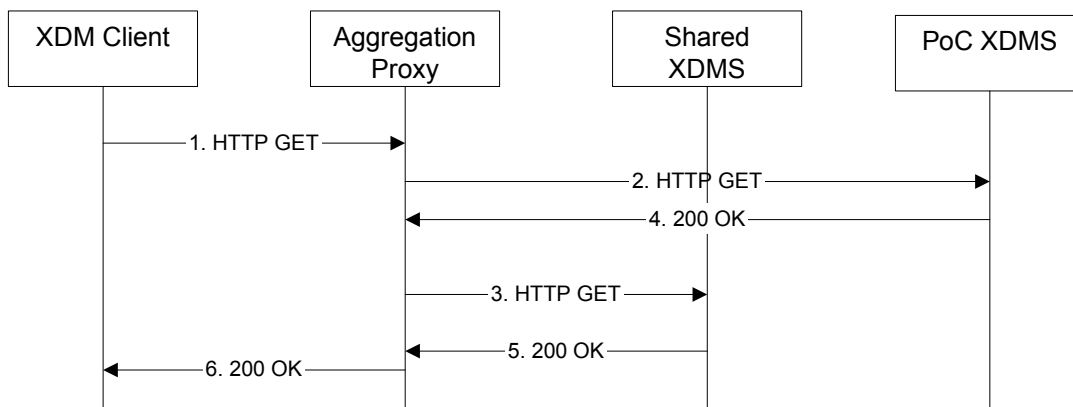 XDM Client
Aggregation
Proxy
Shared
XDMS
PoC XDMS
1. HTTP GET
2. HTTP GET
4. 200 OK
3. HTTP GET
5. 200 OK
6. 200 OK